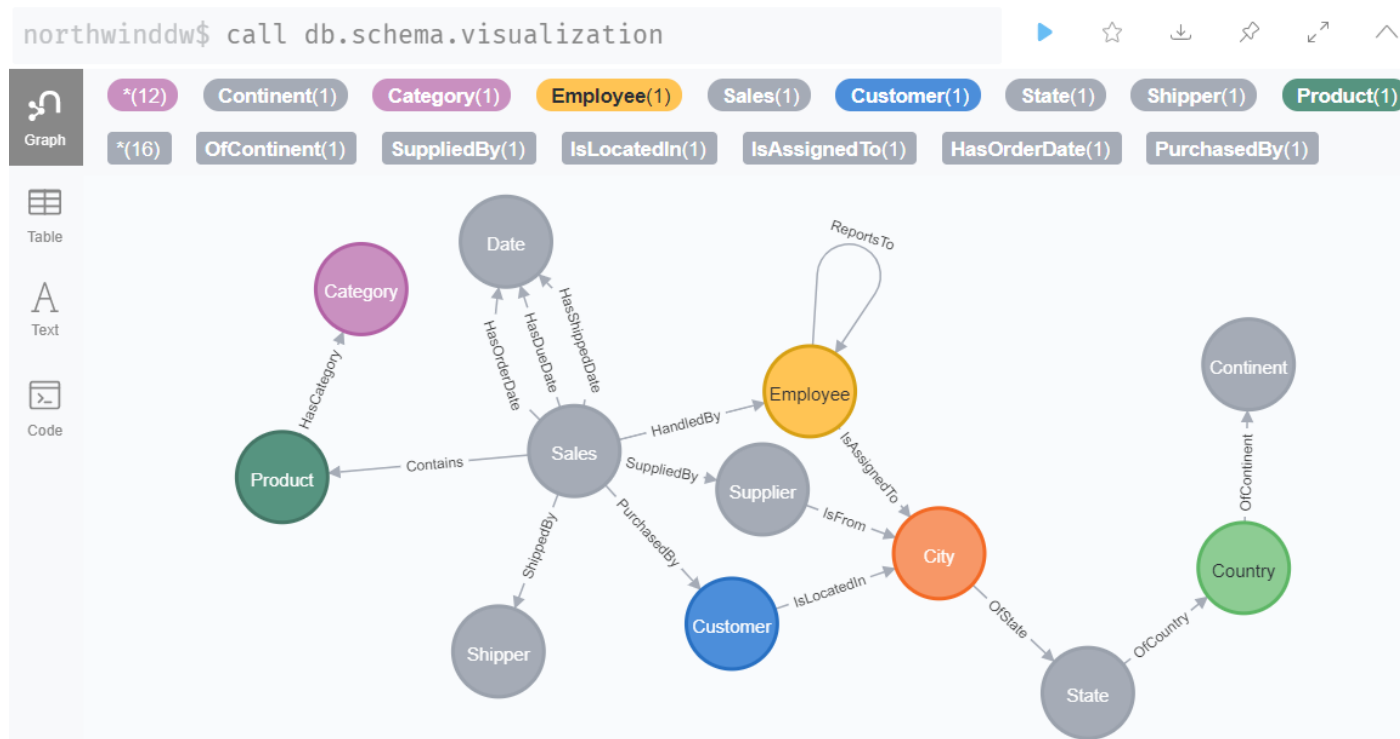 northwinddw$ call db.schema.visualization
Graph
*(12) Continent(1) Category(1) Employee(1) Sales(1) Customer(1) State(1) Shipper(1) Product(1)
*(16) OfContinent(1) SuppliedBy(1) IsLocatedIn(1) IsAssignedTo(1) HasOrderDate(1) PurchasedBy(1)
Table
Text
Code
Date
ReportsTo
Category
HasOrderDate
HasDueDate
HasShippedDate
HasCategory
Employee
Continent
HandledBy
IsAssignedTo
OfContinent
Sales
Contains
Product
SuppliedBy
Supplier
IsFrom
ShippedBy
PurchasedBy
City
Country
IsLocatedIn
Customer
OfState
OfCountry
Shipper
State